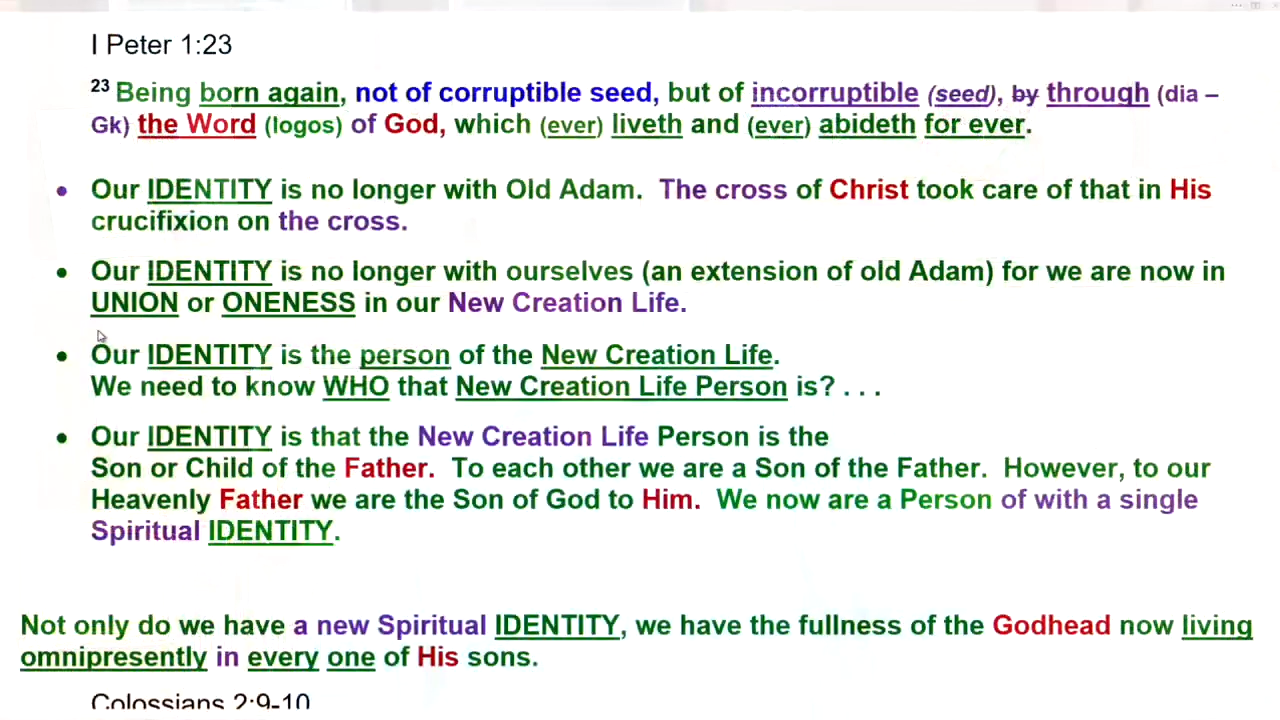 I Peter 1:23
23 Being born again, not of corruptible seed, but of incorruptible (seed), by through (dia –
Gk) the Word (logos) of God, which (ever) liveth and (ever) abideth for ever.
• Our IDENTITY is no longer with Old Adam. The cross of Christ took care of that in His
crucifixion on the cross.
• Our IDENTITY is no longer with ourselves (an extension of old Adam) for we are now in
UNION or ONENESS in our New Creation Life.
• Our IDENTITY is the person of the New Creation Life.
We need to know WHO that New Creation Life Person is? . . .
• Our IDENTITY is that the New Creation Life Person is the
Son or Child of the Father. To each other we are a Son of the Father. However, to our
Heavenly Father we are the Son of God to Him. We now are a Person of with a single
Spiritual IDENTITY.
Not only do we have a new Spiritual IDENTITY, we have the fullness of the Godhead now living
omnipresently in every one of His sons.
Colossians 2:9-10